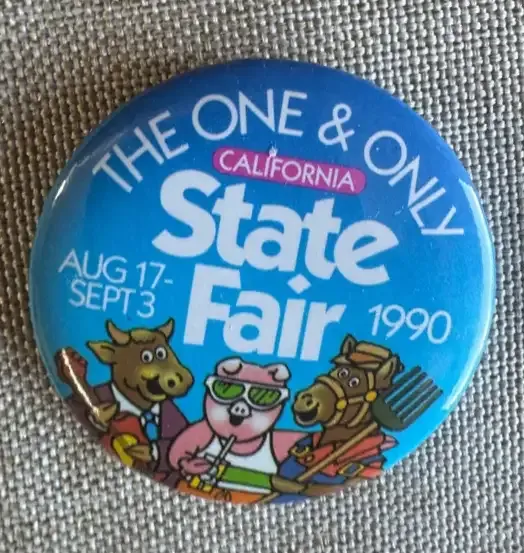 THE ONE & ONLY
CALIFORNIA
State
Fair
AUG 17-
SEPT 3
1990